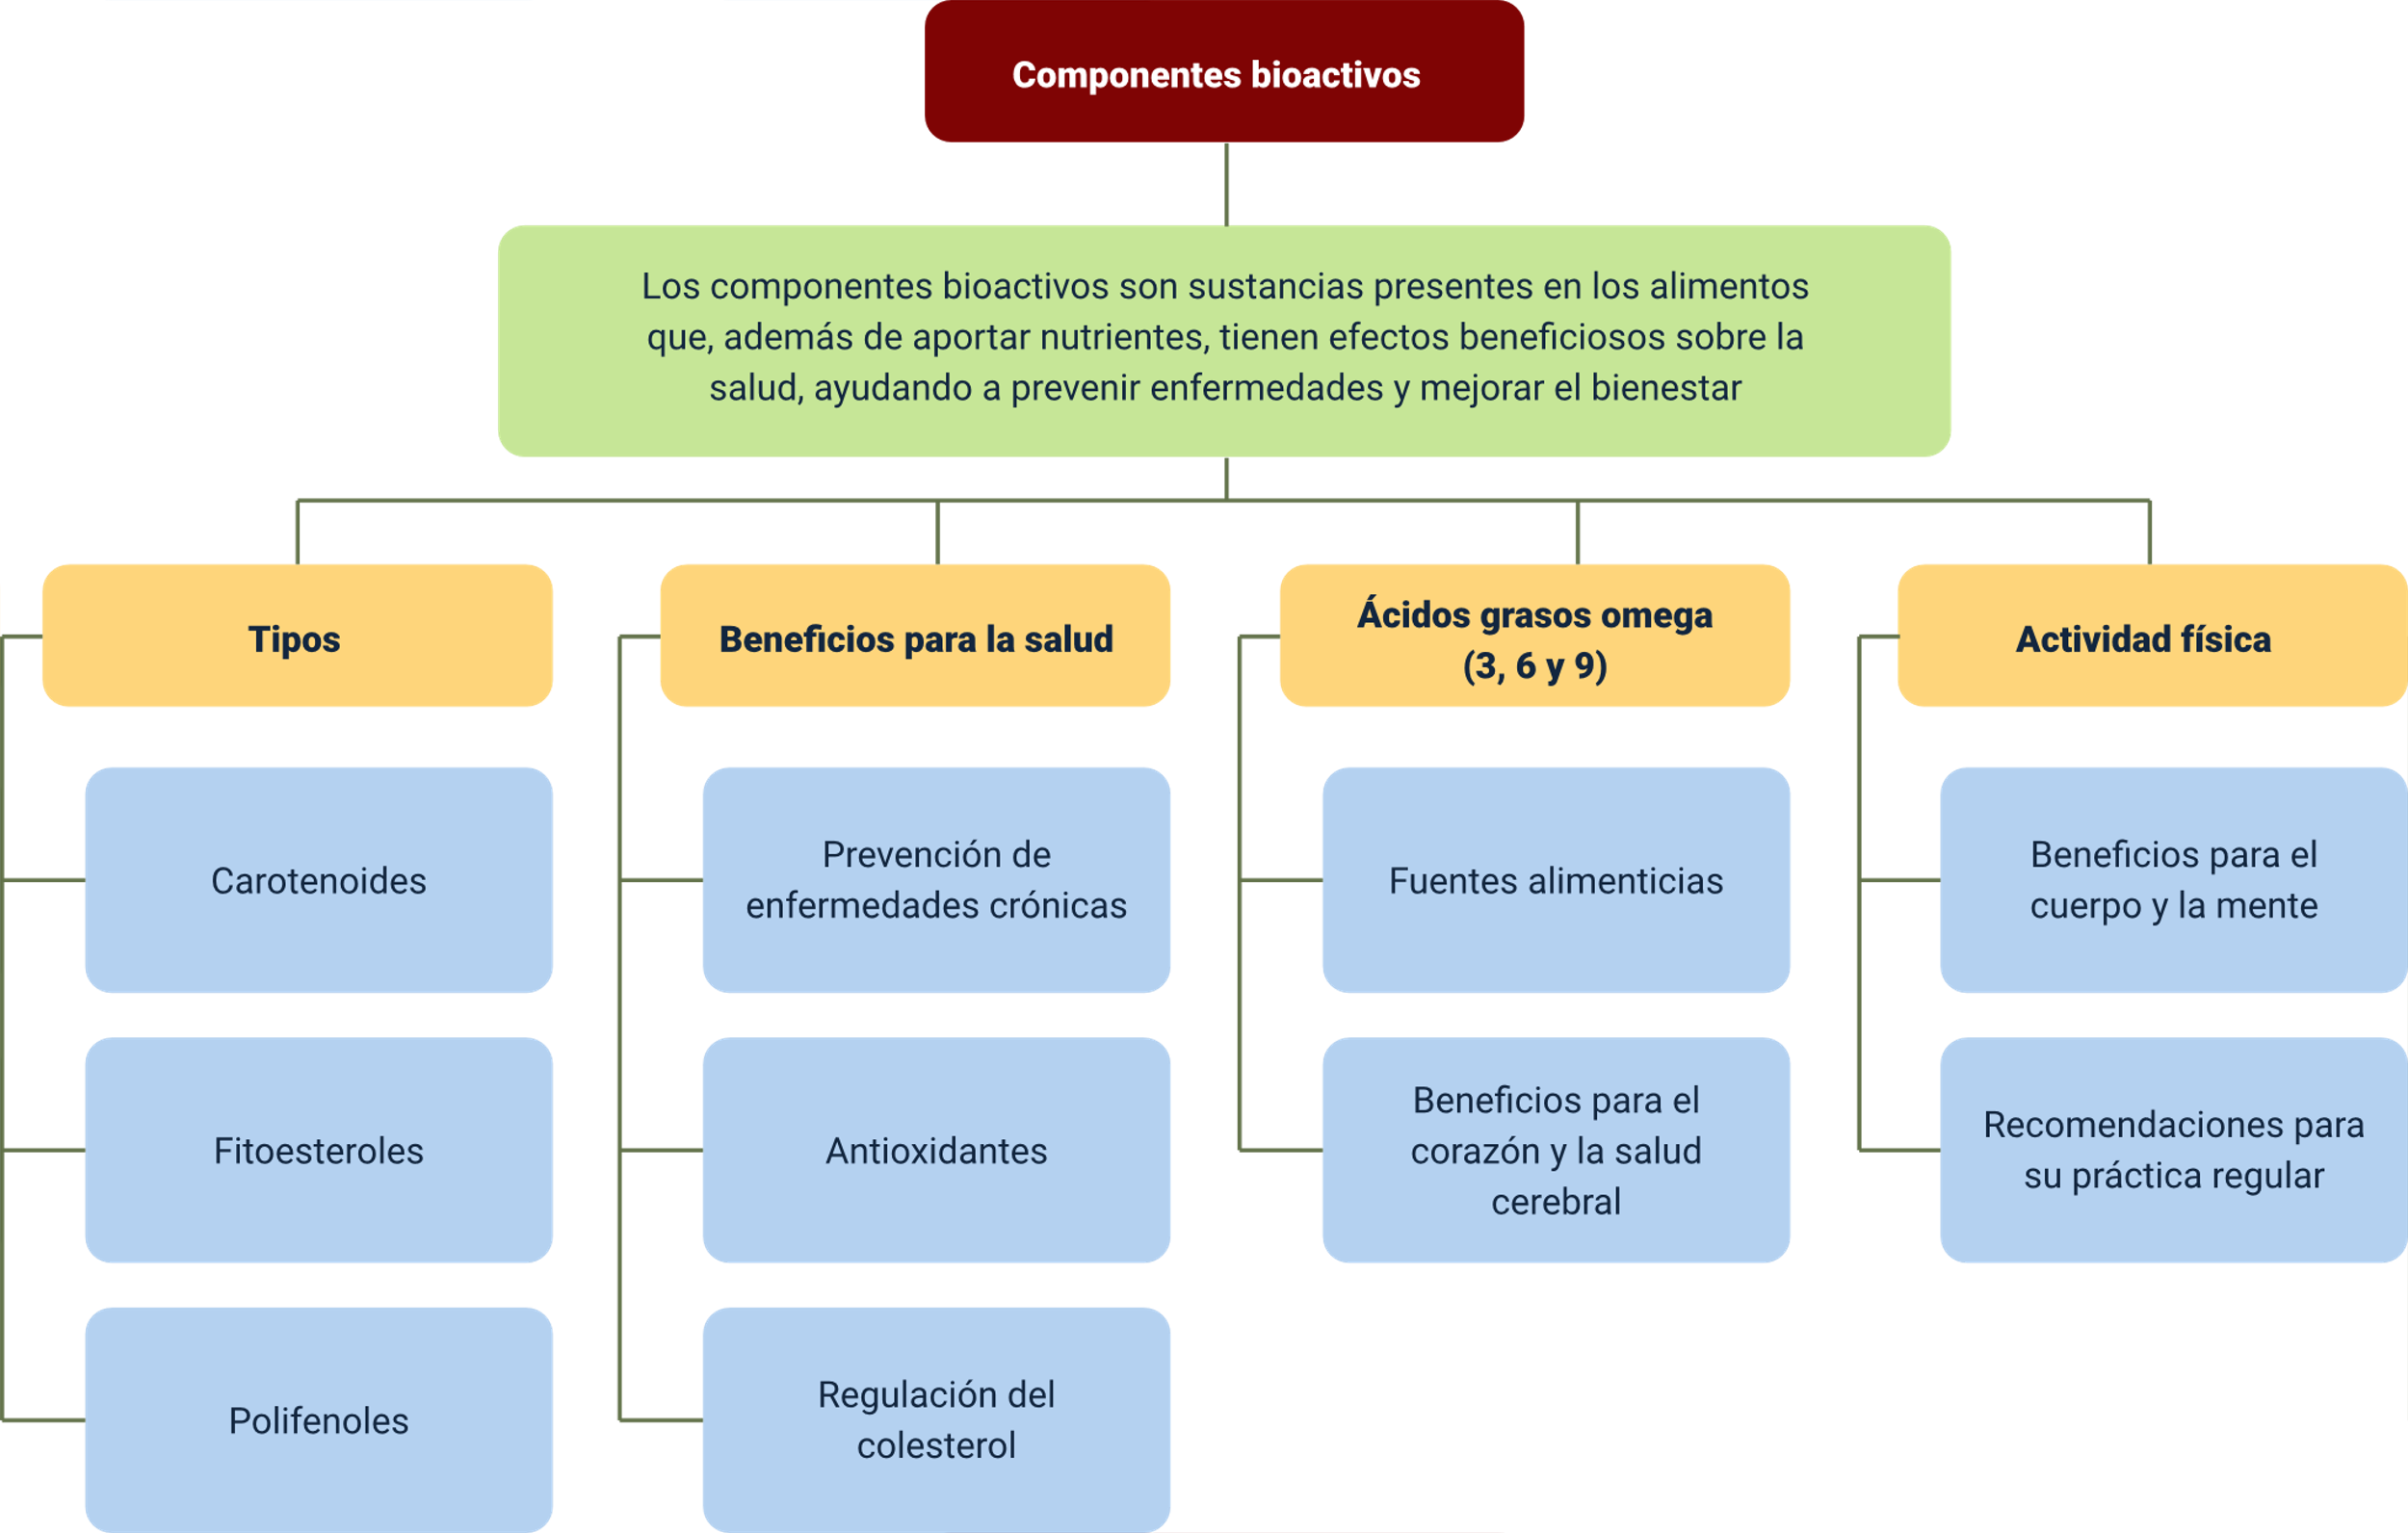 Componentes bioactivos
Los componentes bioactivos son sustancias presentes en los alimentos
que, además de aportar nutrientes, tienen efectos beneficiosos sobre la
salud, ayudando a prevenir enfermedades y mejorar el bienestar
Tipos
Carotenoides
Fitoesteroles
Polifenoles
Beneficios para la salud
Prevención de
enfermedades crónicas
Antioxidantes
Regulación del
colesterol
Ácidos grasos omega
(3, 6 y 9)
Fuentes alimenticias
Beneficios para el
corazón y la salud
cerebral
Actividad física
Beneficios para el
cuerpo y la mente
Recomendaciones para
su práctica regular